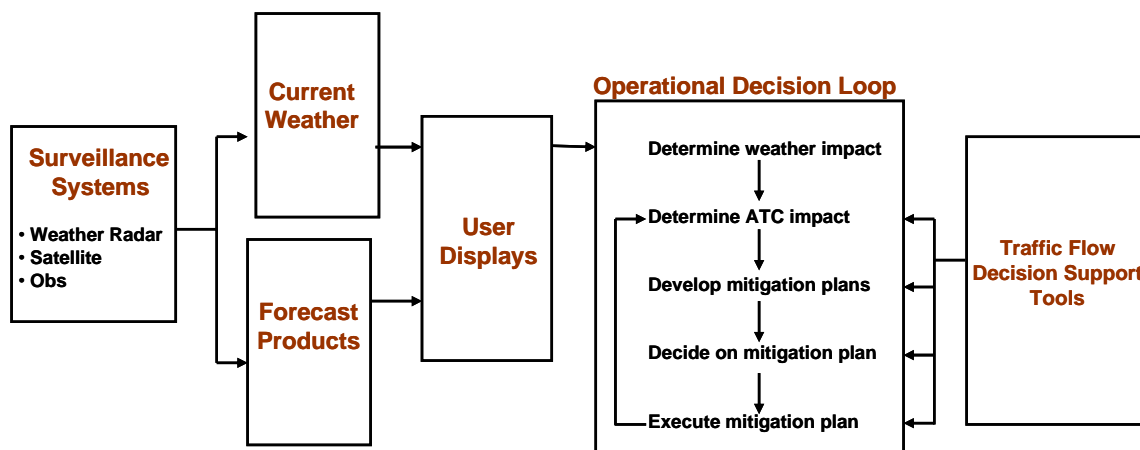 Surveillance
Systems
• Weather Radar
• Satellite
• Obs
Current
Weather
Forecast
Products
User
Displays
Operational Decision Loop
Determine weather impact
Determine ATC impact
Develop mitigation plans
Decide on mitigation plan
Execute mitigation plan
Traffic Flow
Decision Support
Tools